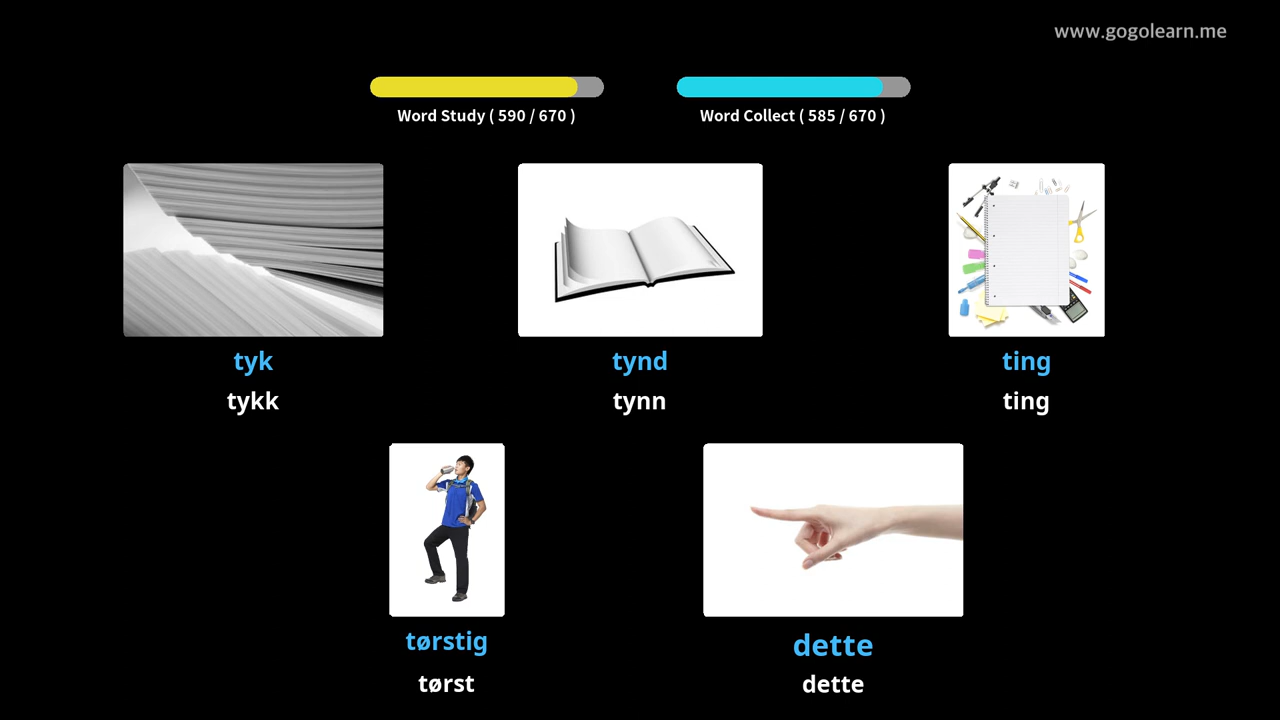 www.gogolearn.me
Word Study ( 590 / 670 )
Word Collect ( 585 / 670 )
tyk
tykk
tynd
tynn
ting
ting
tørstig
tørst
dette
dette